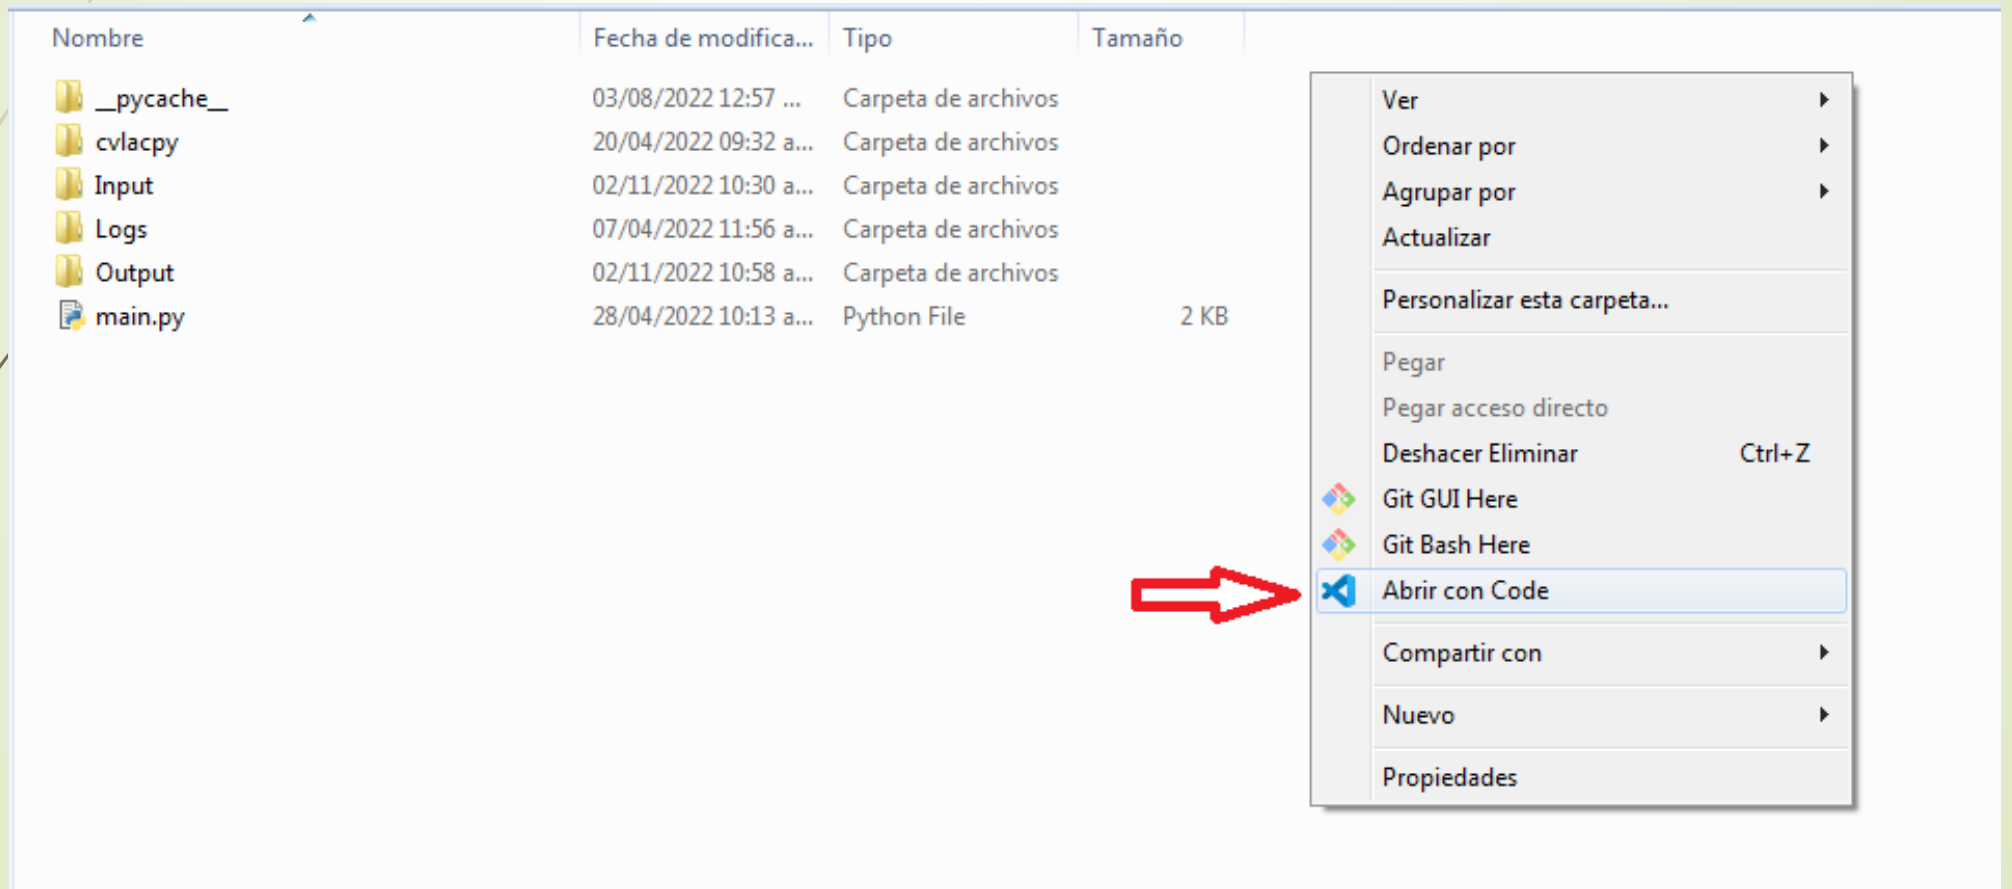 Nombre Fecha de modifica... Tipo Tamaño
__pycache__ 03/08/2022 12:57 ... Carpeta de archivos
cvlacpy 20/04/2022 09:32 a... Carpeta de archivos
Input 02/11/2022 10:30 a... Carpeta de archivos
Logs 07/04/2022 11:56 a... Carpeta de archivos
Output 02/11/2022 10:58 a... Carpeta de archivos
main.py 28/04/2022 10:13 a... Python File 2 KB
Ver
Ordenar por
Agrupar por
Actualizar
Personalizar esta carpeta...
Pegar
Pegar acceso directo
Deshacer Eliminar Ctrl+Z
Git GUI Here
Git Bash Here
Abrir con Code
Compartir con
Nuevo
Propiedades